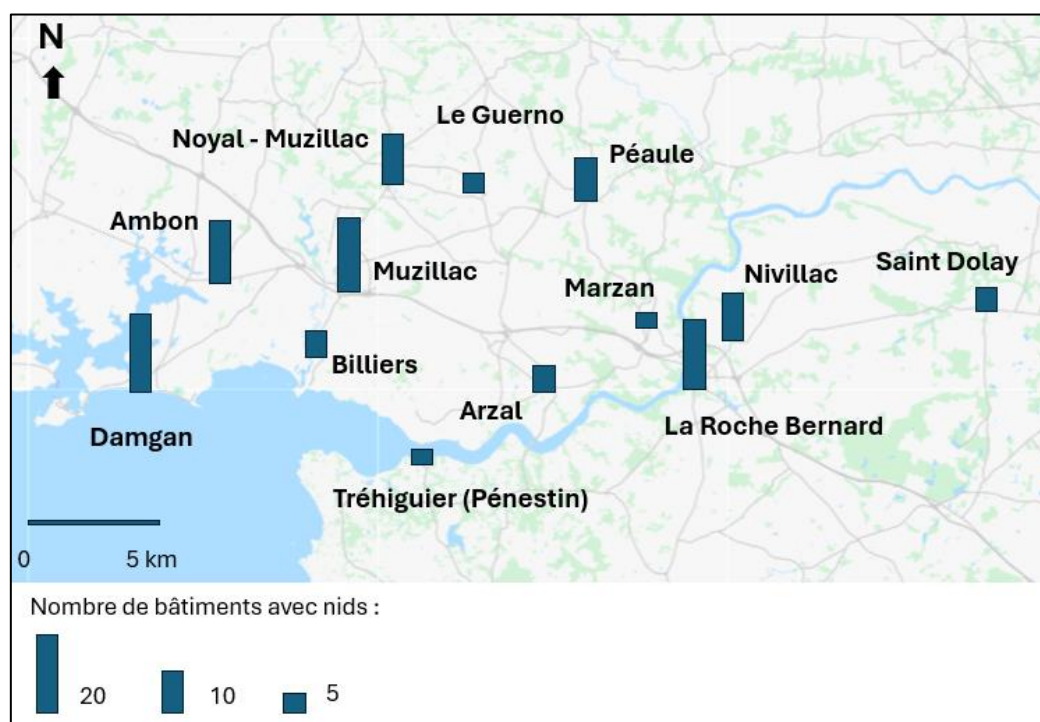 N
Le Guerno
Noyal - Muzillac
Péaule
Ambon
Saint Dolay
Muzillac
Nivillac
Marzan
Billiers
Arzal
La Roche Bernard
Damgan
Tréhiguier (Pénestin)
0 5 km
Nombre de bâtiments avec nids :
20 10 5